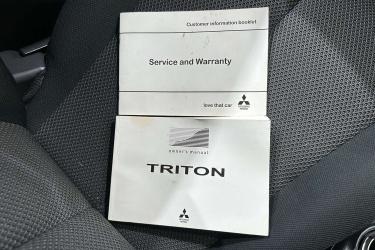 Customer information booklet
Service and Warranty
love that car
owner's manual
TRITON